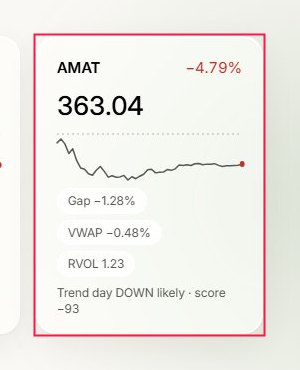 AMAT −4.79%
363.04
Gap −1.28%
VWAP −0.48%
RVOL 1.23
Trend day DOWN likely · score
−93